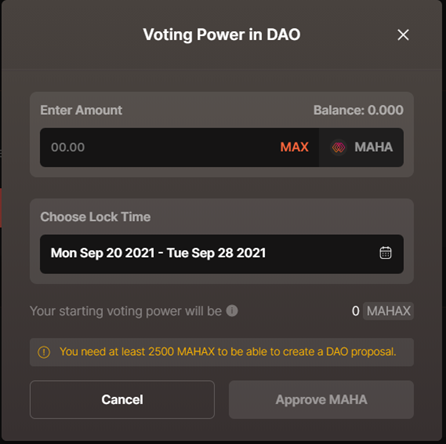 Voting Power in DAO
Enter Amount Balance: 0.000
00.00 MAX MAHA
Choose Lock Time
Mon Sep 20 2021 - Tue Sep 28 2021
Your starting voting power will be 0 MAHAX
You need at least 2500 MAHAX to be able to create a DAO proposal.
Cancel Approve MAHA